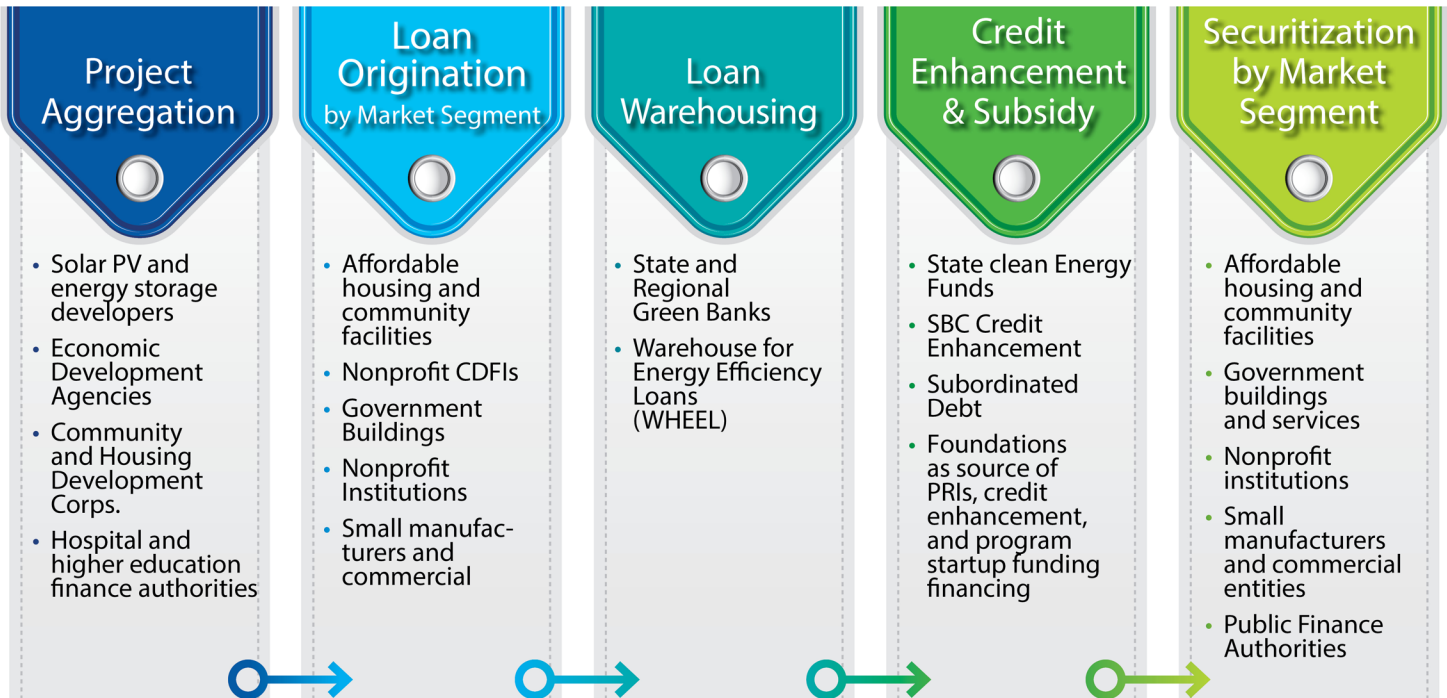 Project
Aggregation
• Solar PV and
energy storage
developers
• Economic
Development
Agencies
• Community
and Housing
Development
Corps.
• Hospital and
higher education
finance authorities
Loan
Origination
by Market Segment
• Affordable
housing and
community
facilities
• Nonprofit CDFIs
• Government
Buildings
• Nonprofit
Institutions
• Small manufac-
turers and
commercial
Loan
Warehousing
• State and
Regional
Green Banks
• Warehouse for
Energy Efficiency
Loans
(WHEEL)
Credit
Enhancement
& Subsidy
• State clean Energy
Funds
• SBC Credit
Enhancement
• Subordinated
Debt
• Foundations
as source of
PRIs, credit
enhancement,
and program
startup funding
financing
Securitization
by Market
Segment
• Affordable
housing and
community
facilities
• Government
buildings
and services
• Nonprofit
institutions
• Small
manufacturers
and commercial
entities
• Public Finance
Authorities